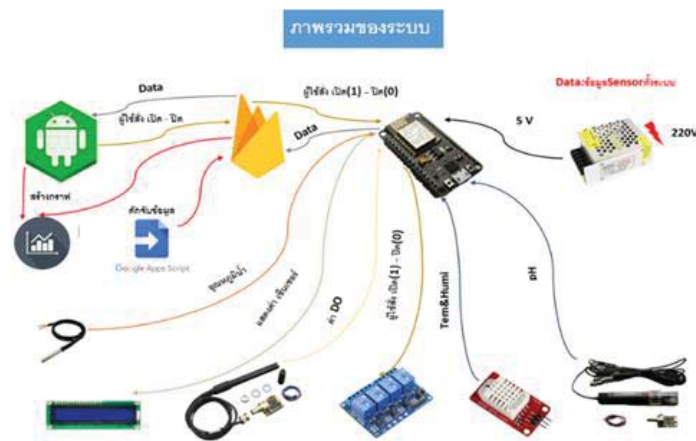 ภาพรวมของระบบ
Data
ผู้ใช้สั่ง เปิด(1) - ปิด(0)
Data:ข้อมูลSensorทั้งระบบ
ผู้ใช้สั่ง เปิด - ปิด
Data
5 V
220V
สร้างกราฟ
ดักจับข้อมูล
Google Apps Script
อุณหภูมิน้ำ
แสดงค่า เซ็นเซอร์
ค่า DO
ผู้ใช้สั่ง เปิด(1) - ปิด(0)
Tem&Humi
pH